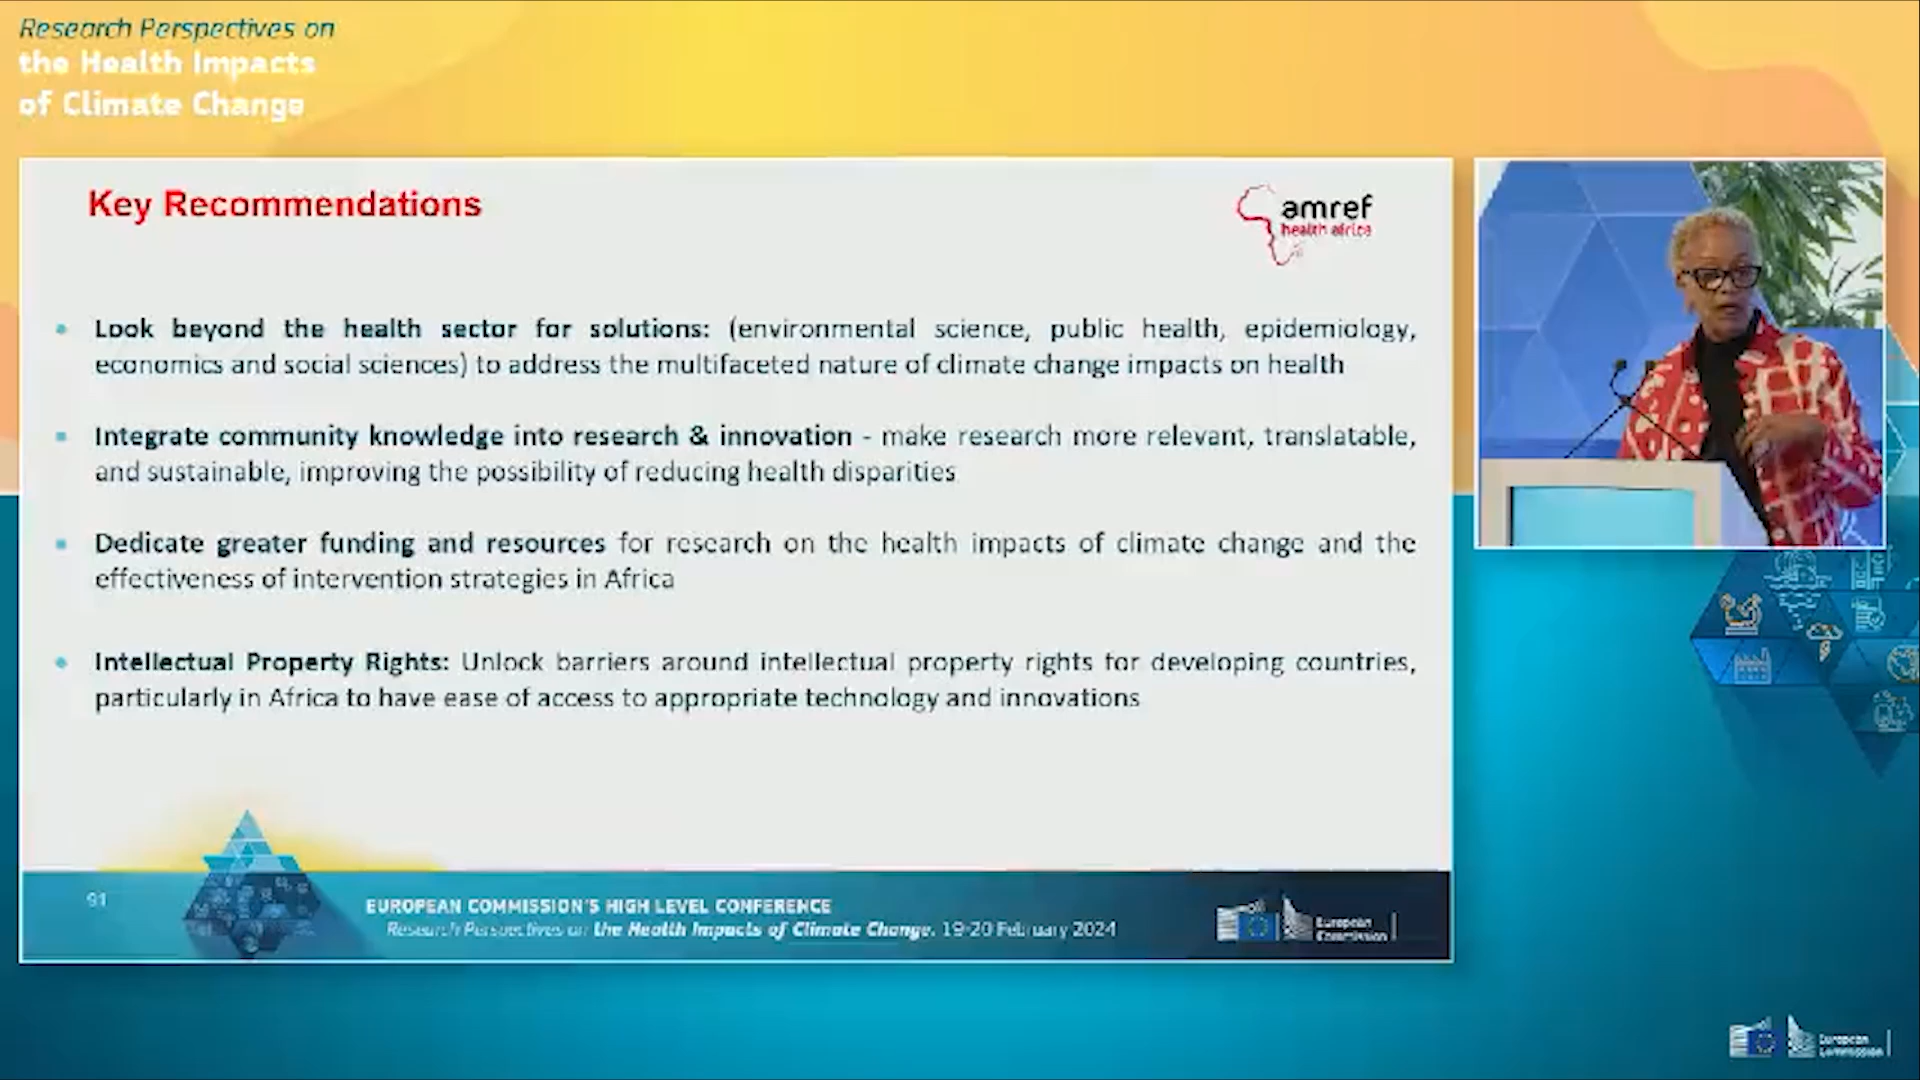 Research Perspectives on
the Health Impacts
of Climate Change
Key Recommendations
amref
health africa
Look beyond the health sector for solutions: (environmental science, public health, epidemiology,
economics and social sciences) to address the multifaceted nature of climate change impacts on health
Integrate community knowledge into research & innovation - make research more relevant, translatable,
and sustainable, improving the possibility of reducing health disparities
Dedicate greater funding and resources for research on the health impacts of climate change and the
effectiveness of intervention strategies in Africa
Intellectual Property Rights: Unlock barriers around intellectual property rights for developing countries,
particularly in Africa to have ease of access to appropriate technology and innovations
91
EUROPEAN COMMISSION'S HIGH LEVEL CONFERENCE
Research Perspectives on the Health Impacts of Climate Change. 19-20 February 2024
European
Commission
European
Commission